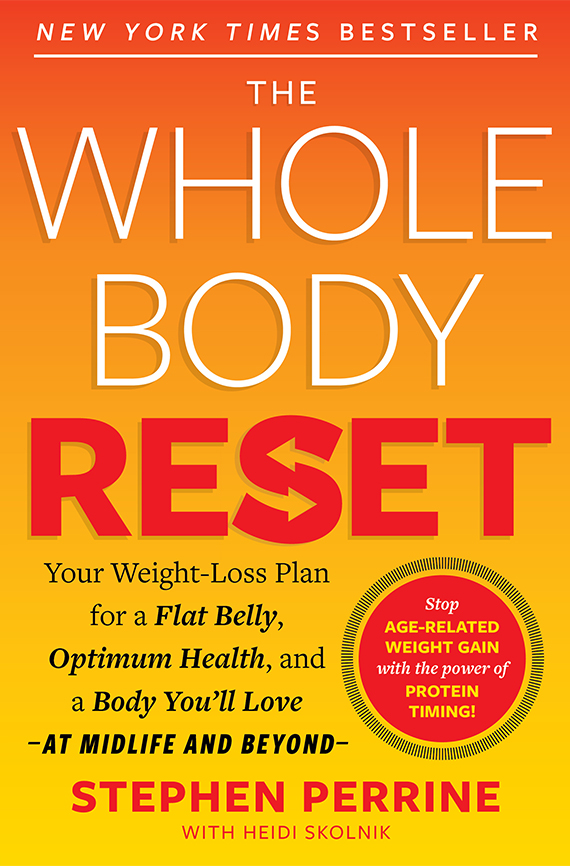 NEW YORK TIMES BESTSELLER
THE
WHOLE
BODY
RESET
Your Weight-Loss Plan
for a Flat Belly,
Optimum Health, and
a Body You’ll Love
–AT MIDLIFE AND BEYOND–
Stop
AGE-RELATED
WEIGHT GAIN
with the power of
PROTEIN
TIMING!
STEPHEN PERRINE
WITH HEIDI SKOLNIK